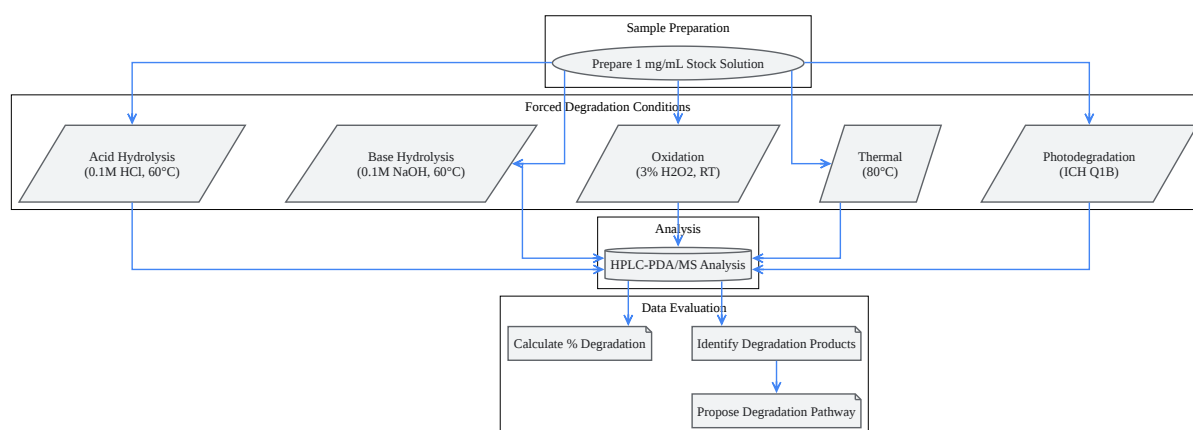 Sample Preparation
Prepare 1 mg/mL Stock Solution
Forced Degradation Conditions
Acid Hydrolysis
(0.1M HCl, 60°C)
Base Hydrolysis
(0.1M NaOH, 60°C)
Oxidation
(3% H2O2, RT)
Thermal
(80°C)
Photodegradation
(ICH Q1B)
Analysis
HPLC-PDA/MS Analysis
Data Evaluation
Calculate % Degradation
Identify Degradation Products
Propose Degradation Pathway